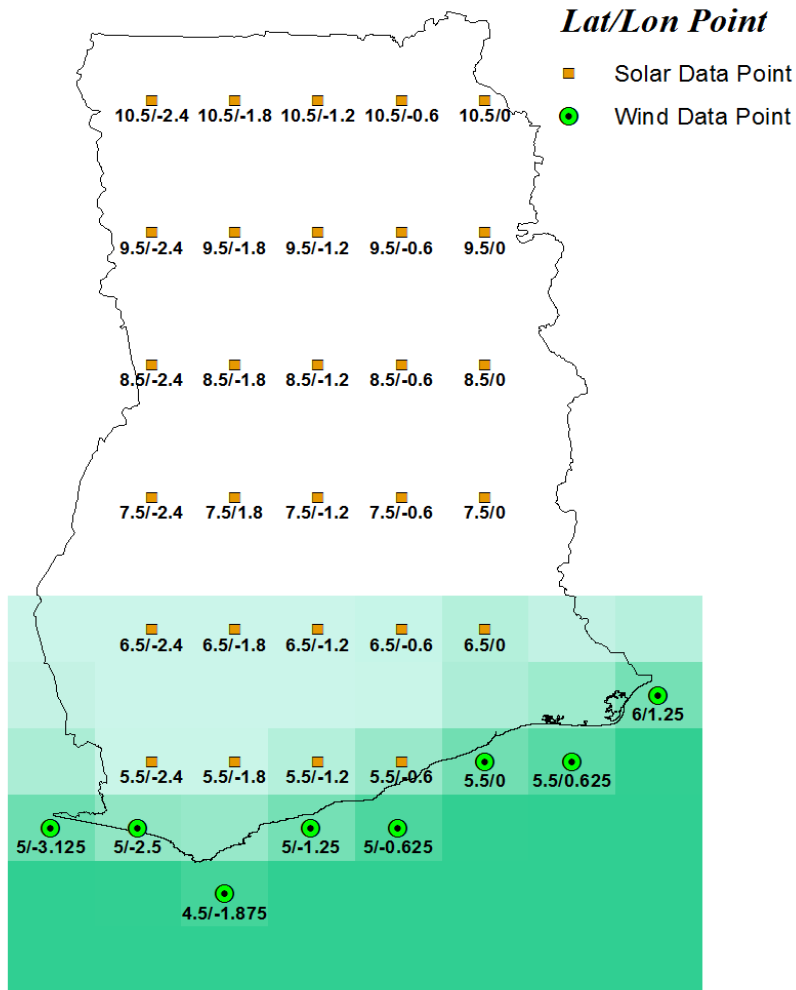 Lat/Lon Point
Solar Data Point
Wind Data Point
10.5/-2.4 10.5/-1.8 10.5/-1.2 10.5/-0.6 10.5/0
9.5/-2.4 9.5/-1.8 9.5/-1.2 9.5/-0.6 9.5/0
8.5/-2.4 8.5/-1.8 8.5/-1.2 8.5/-0.6 8.5/0
7.5/-2.4 7.5/1.8 7.5/-1.2 7.5/-0.6 7.5/0
6.5/-2.4 6.5/-1.8 6.5/-1.2 6.5/-0.6 6.5/0
6/1.25
5.5/-2.4 5.5/-1.8 5.5/-1.2 5.5/-0.6 5.5/0 5.5/0.625
5/-3.125 5/-2.5 5/-1.25 5/-0.625
4.5/-1.875